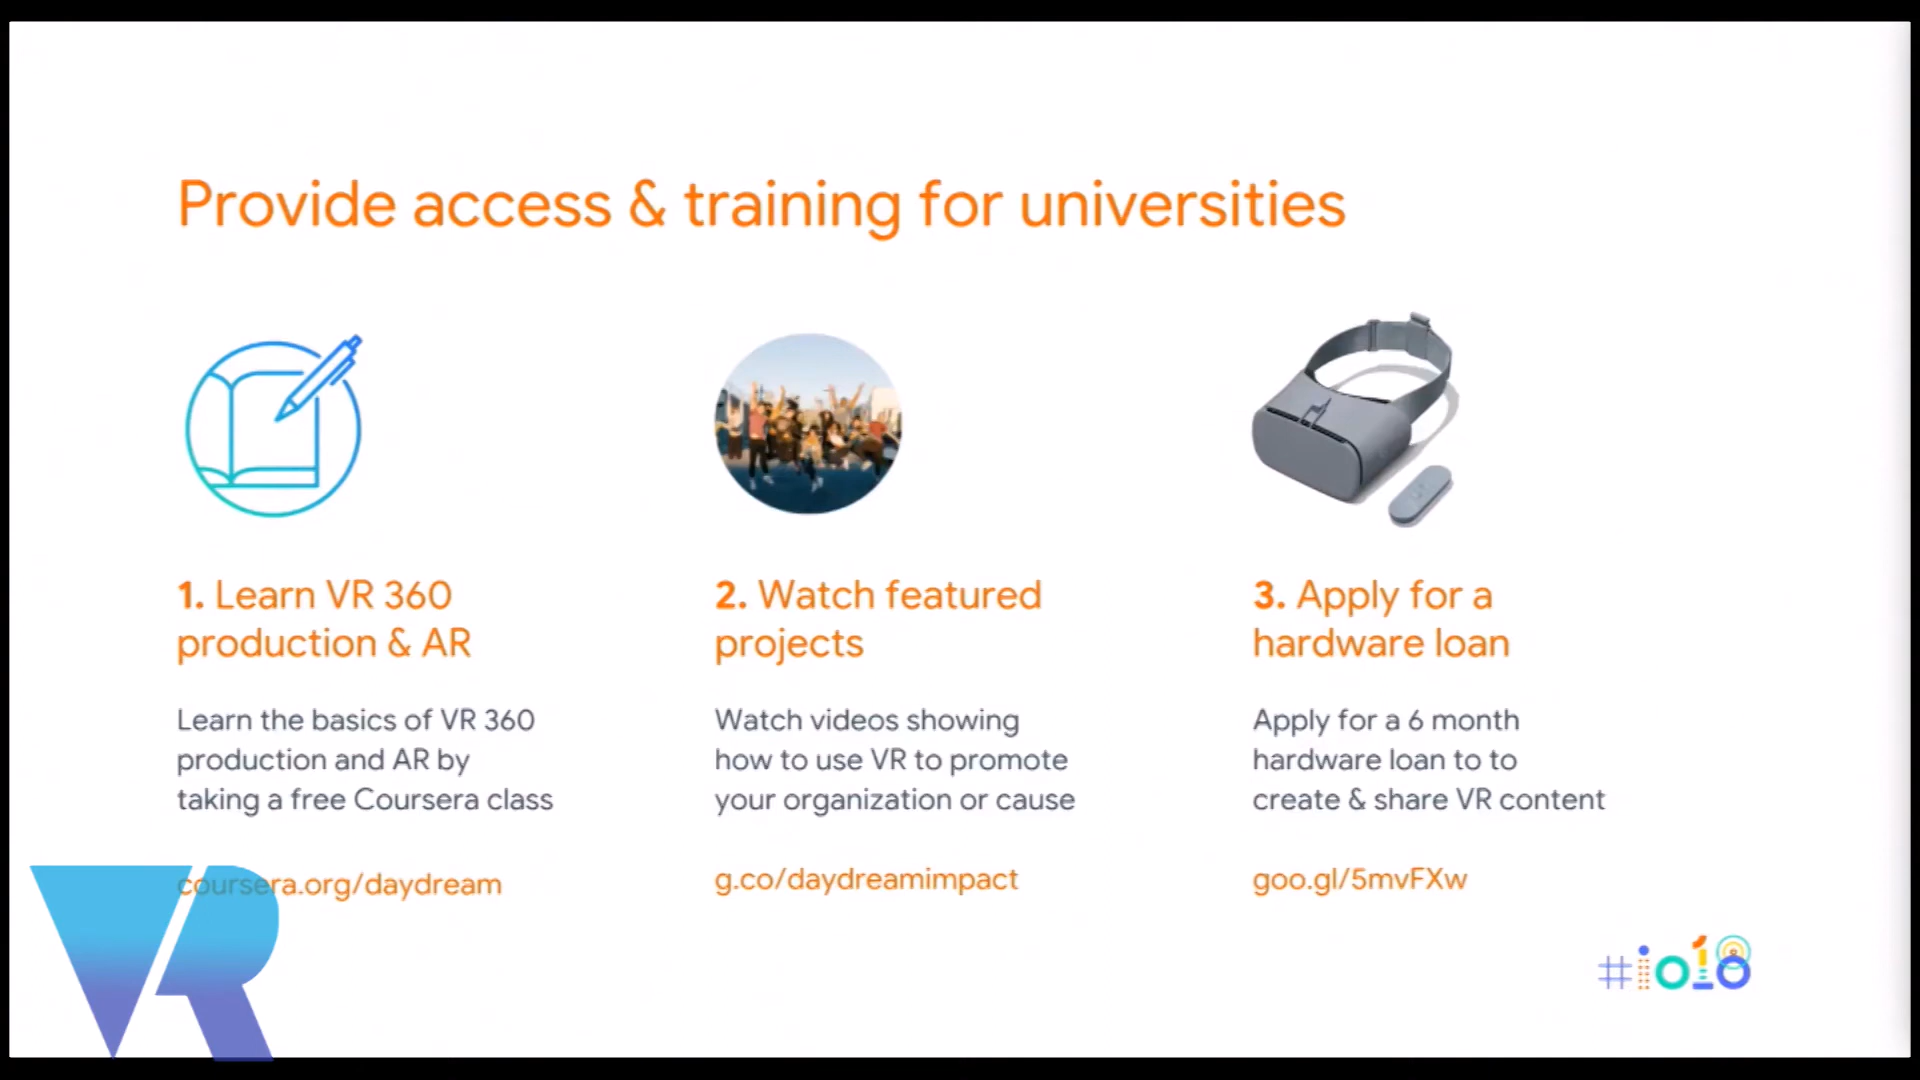 Provide access & training for universities
1. Learn VR 360
production & AR
Learn the basics of VR 360
production and AR by
taking a free Coursera class
coursera.org/daydream
2. Watch featured
projects
Watch videos showing
how to use VR to promote
your organization or cause
g.co/daydreamimpact
3. Apply for a
hardware loan
Apply for a 6 month
hardware loan to to
create & share VR content
goo.gl/5mvFXw
VR
#io18